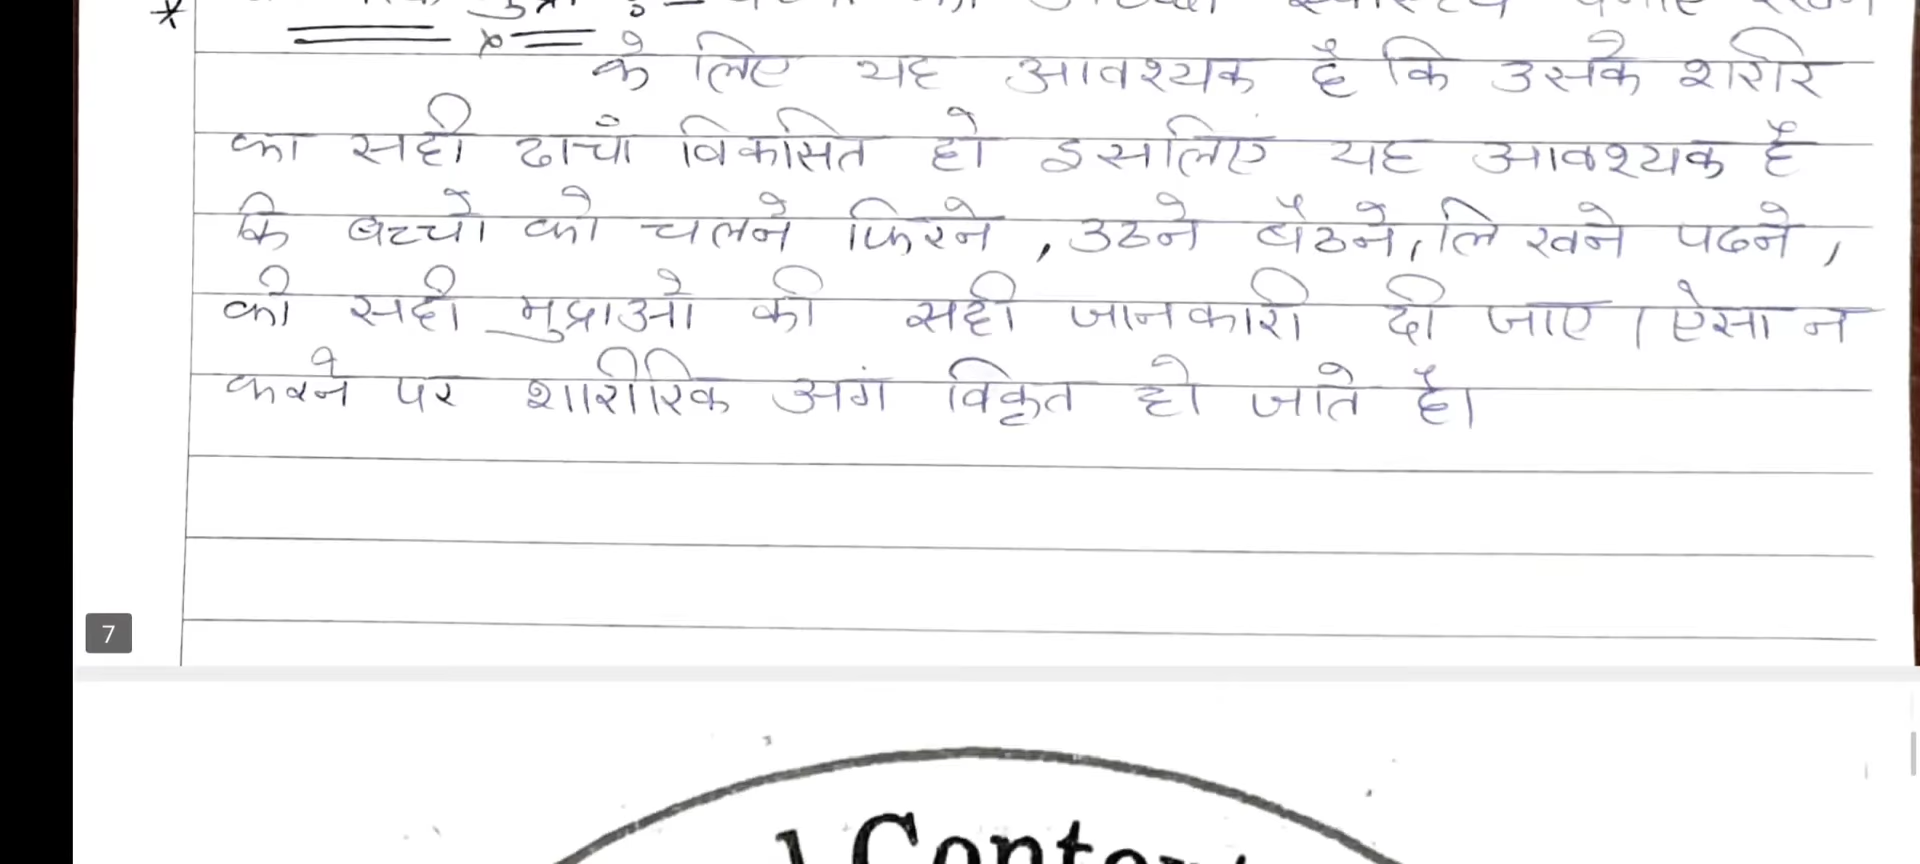 के लिए यह आवश्यक है कि उसके शरीर
का सही ढाचाँ विकसित हो इसलिए यह आवश्यक है
कि बच्चो को चलने फिरने , उठने बैठने, लिखने पढने ,
की सही मुद्राओ की सही जानकारी दी जाए । ऐसा न
करने पर शारीरिक अंग विकृत हो जाते है।
7